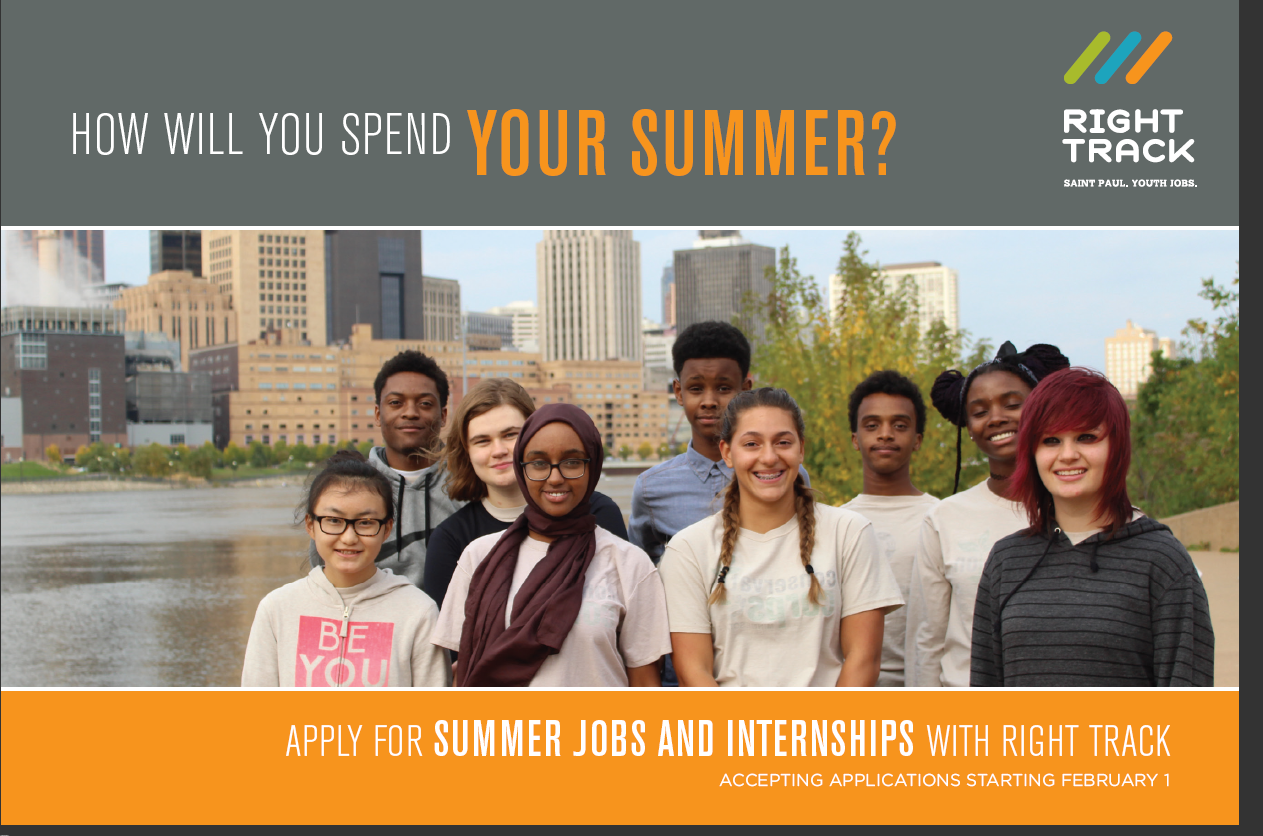 HOW WILL YOU SPEND YOUR SUMMER?
RIGHT
TRACK
SAINT PAUL. YOUTH JOBS.
BE
YOU
APPLY FOR SUMMER JOBS AND INTERNSHIPS WITH RIGHT TRACK
ACCEPTING APPLICATIONS STARTING FEBRUARY 1